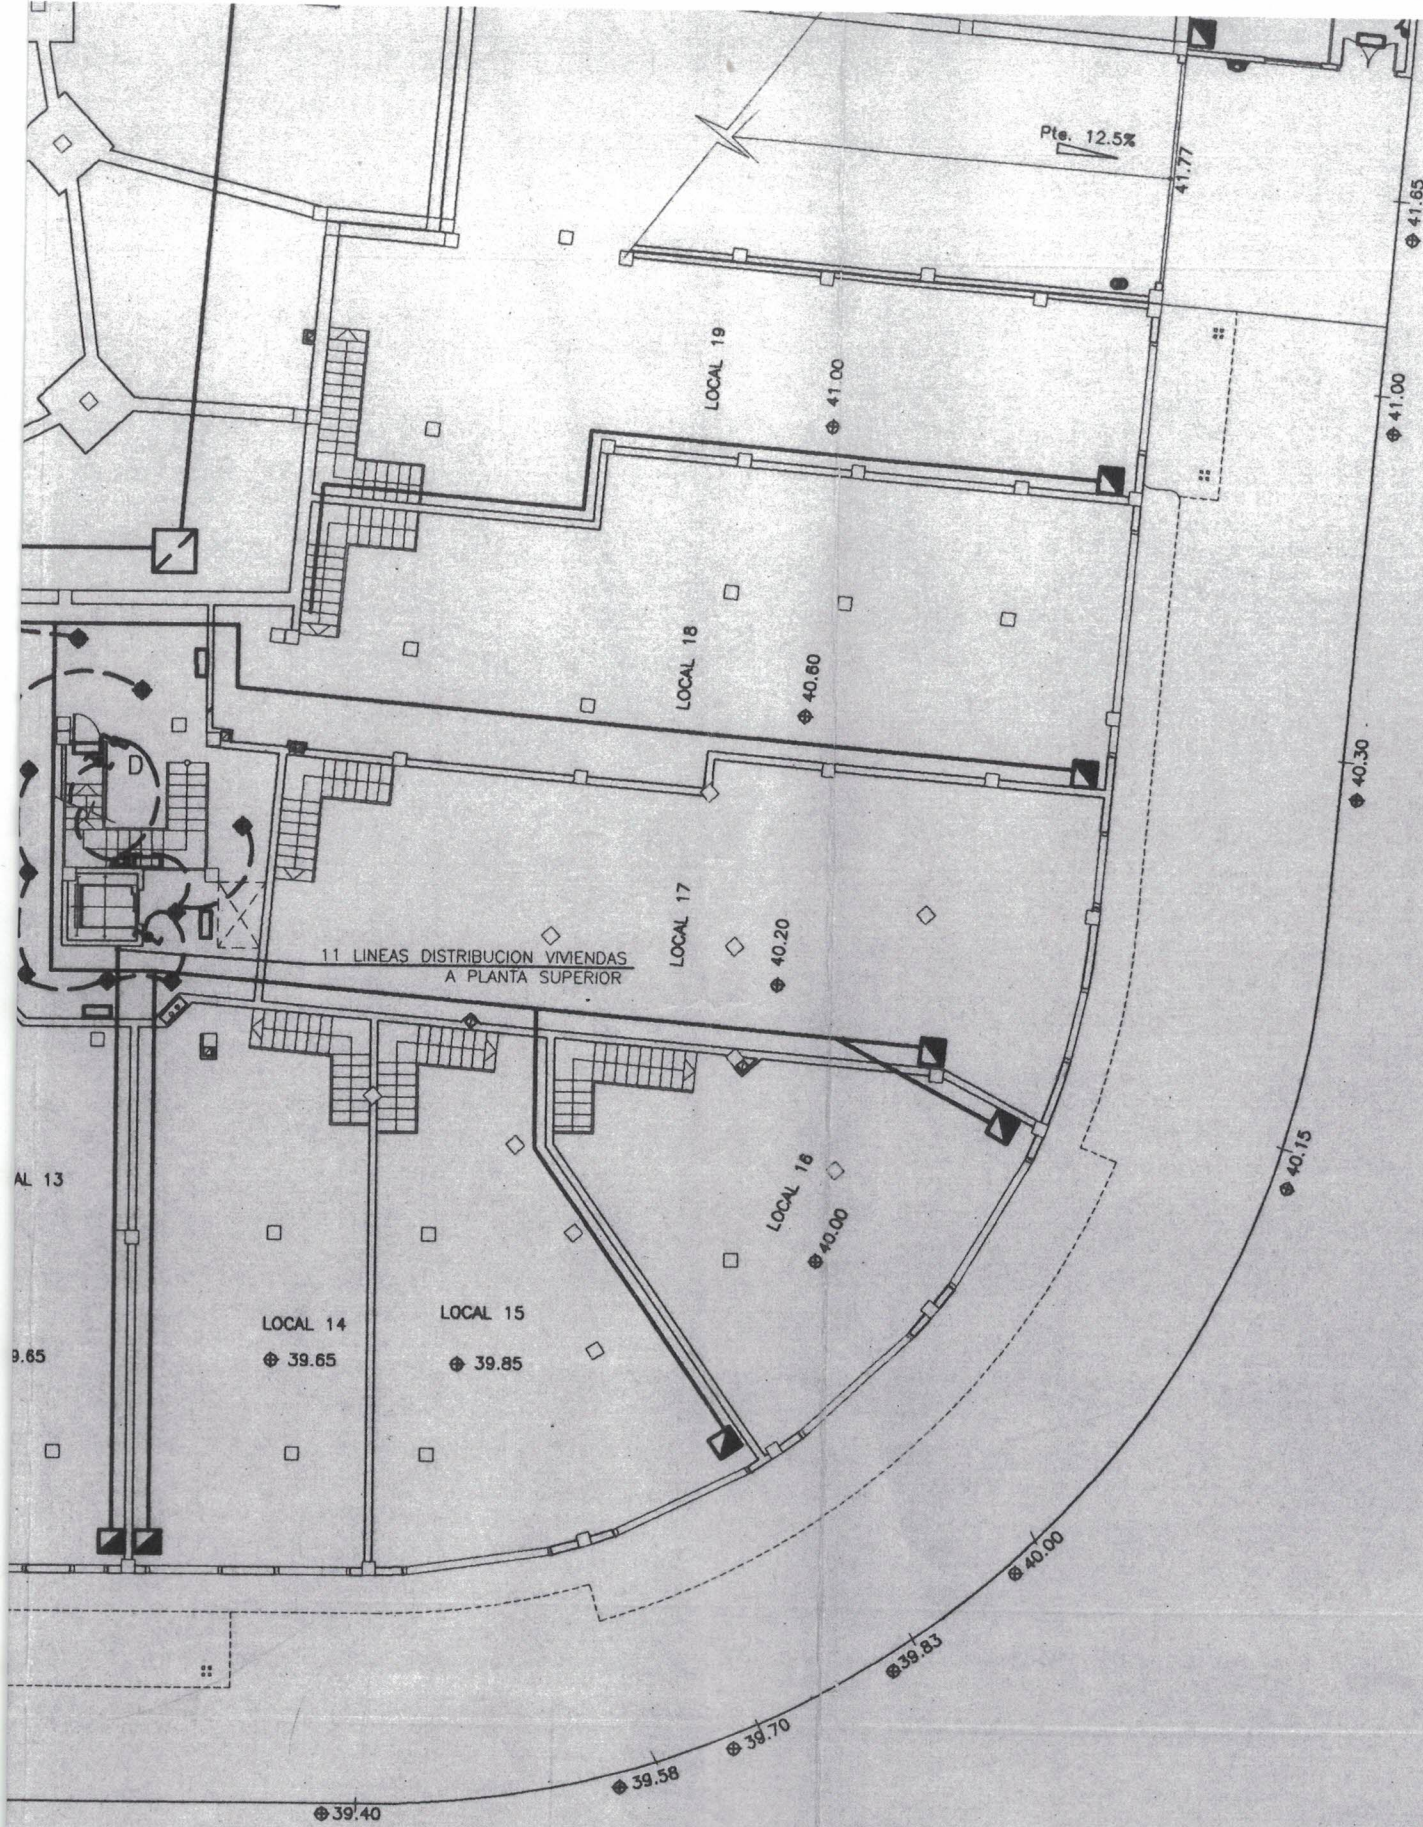 Pte. 12.5%
41.77
41.65
LOCAL 19
41.00
41.00
LOCAL 18
40.60
40.30
D
LOCAL 17
40.20
11 LINEAS DISTRIBUCION VIVIENDAS
A PLANTA SUPERIOR
40.15
AL 13
LOCAL 16
40.00
LOCAL 14
39.65
LOCAL 15
39.85
9.65
40.00
39.83
39.70
39.58
39.40